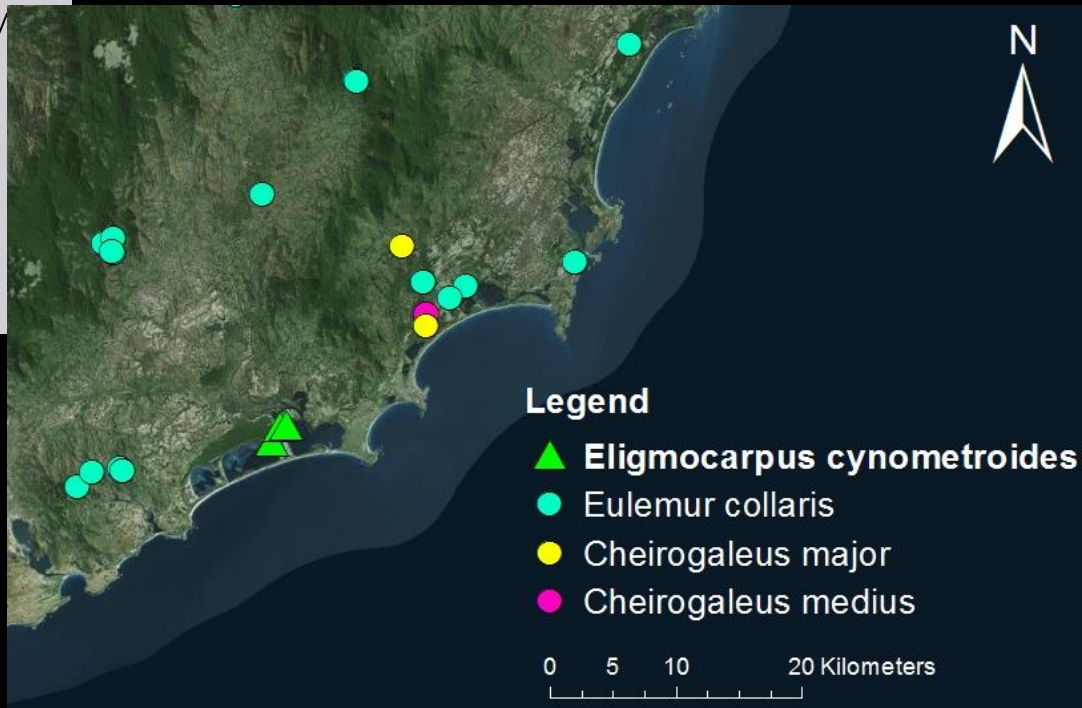 N
Legend
Eligmocarpus cynometroides
Eulemur collaris
Cheirogaleus major
Cheirogaleus medius
0 5 10 20 Kilometers